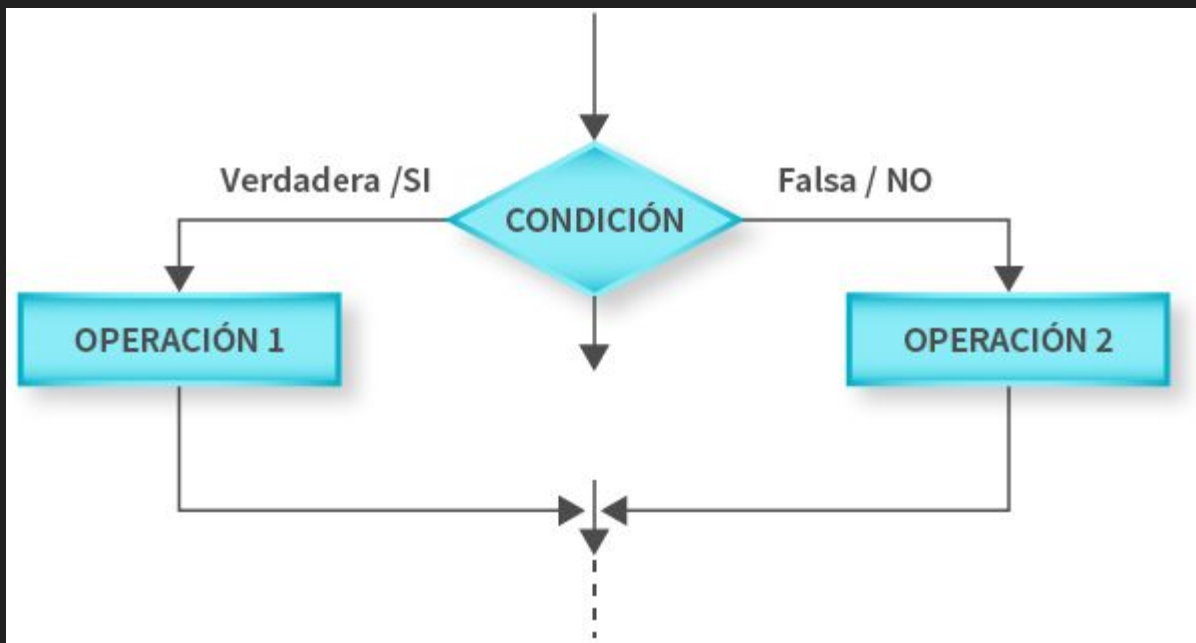 Verdadera /SI
Falsa / NO
CONDICIÓN
OPERACIÓN 1
OPERACIÓN 2